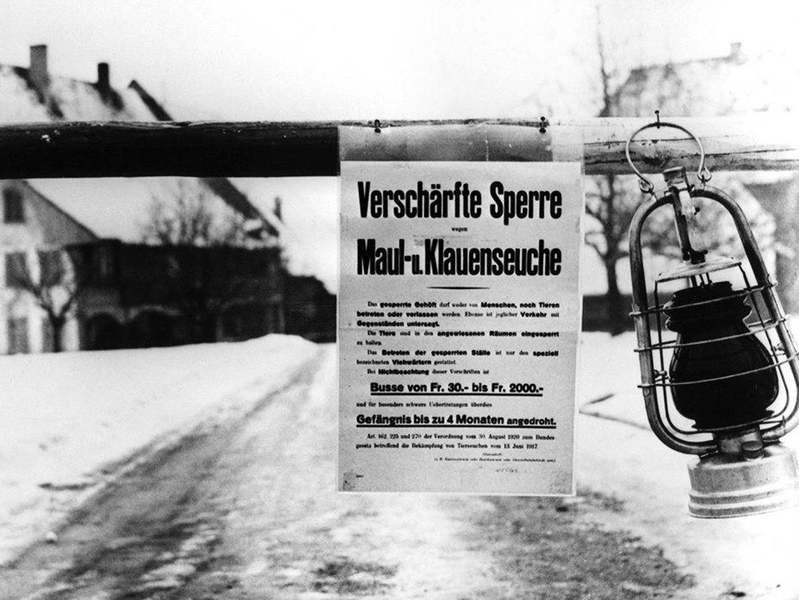 Verschärfte Sperre
wegen
Maul- u. Klauenseuche
Das gesperrte Gehöft darf weder von Menschen, noch Tieren
betreten oder verlassen werden. Ebenso ist jeglicher Verkehr mit
Gegenständen untersagt.
Die Tiere sind in den angewiesenen Räumen eingesperrt
zu halten.
Das Betreten der gesperrten Ställe ist nur den speziell
bezeichneten Viehwärtern gestattet.
Bei Nichtbeachtung dieser Vorschriften ist
Busse von Fr. 30.- bis Fr. 2000.-
und für besonders schwere Uebertretungen überdies
Gefängnis bis zu 4 Monaten angedroht.
Art. 162, 225 und 270 der Verordnung vom 30. August 1920 zum Bundes-
gesetz betreffend die Bekämpfung von Tierseuchen vom 13. Juni 1917.